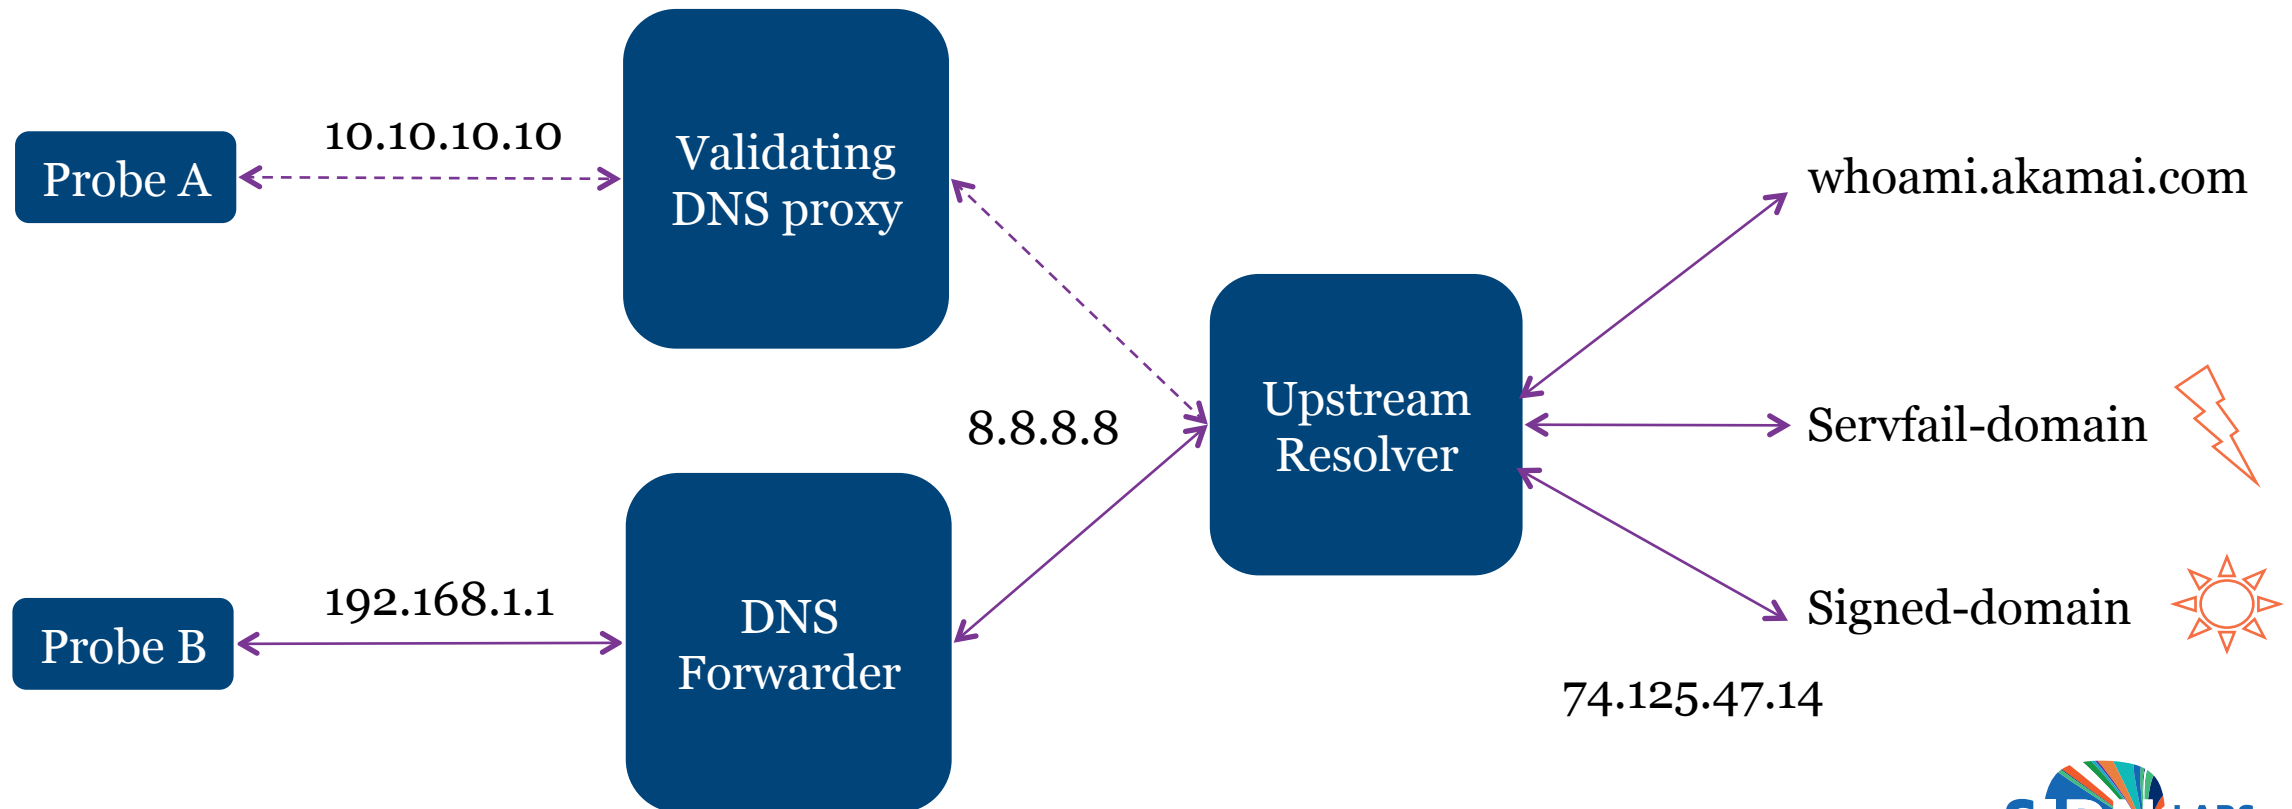 10.10.10.10
Probe A
Validating
DNS proxy
whoami.akamai.com
8.8.8.8
Upstream
Resolver
Servfail-domain
192.168.1.1
Probe B
DNS
Forwarder
Signed-domain
74.125.47.14